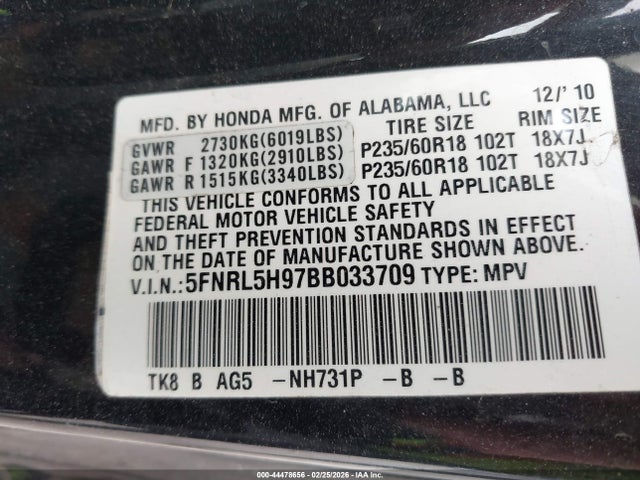 MFD. BY HONDA MFG. OF ALABAMA, LLC 12/' 10
TIRE SIZE RIM SIZE
GVWR 2730KG(6019LBS)
GAWR F 1320KG(2910LBS) P235/60R18 102T 18X7J
GAWR R 1515KG(3340LBS) P235/60R18 102T 18X7J
THIS VEHICLE CONFORMS TO ALL APPLICABLE
FEDERAL MOTOR VEHICLE SAFETY
AND THEFT PREVENTION STANDARDS IN EFFECT
ON THE DATE OF MANUFACTURE SHOWN ABOVE.
V.I.N.: 5FNRL5H97BB033709 TYPE: MPV
TK8 B AG5 -NH731P -B -B
000-44478656 - 02/25/2026 - IAA, Inc.